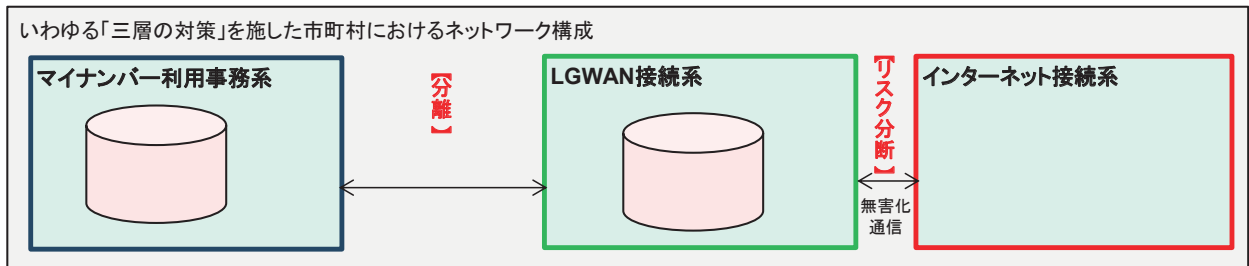 いわゆる「三層の対策」を施した市町村におけるネットワーク構成
マイナンバー利用事務系
【分離】
LGWAN接続系
【リスク分断】
無害化
通信
インターネット接続系